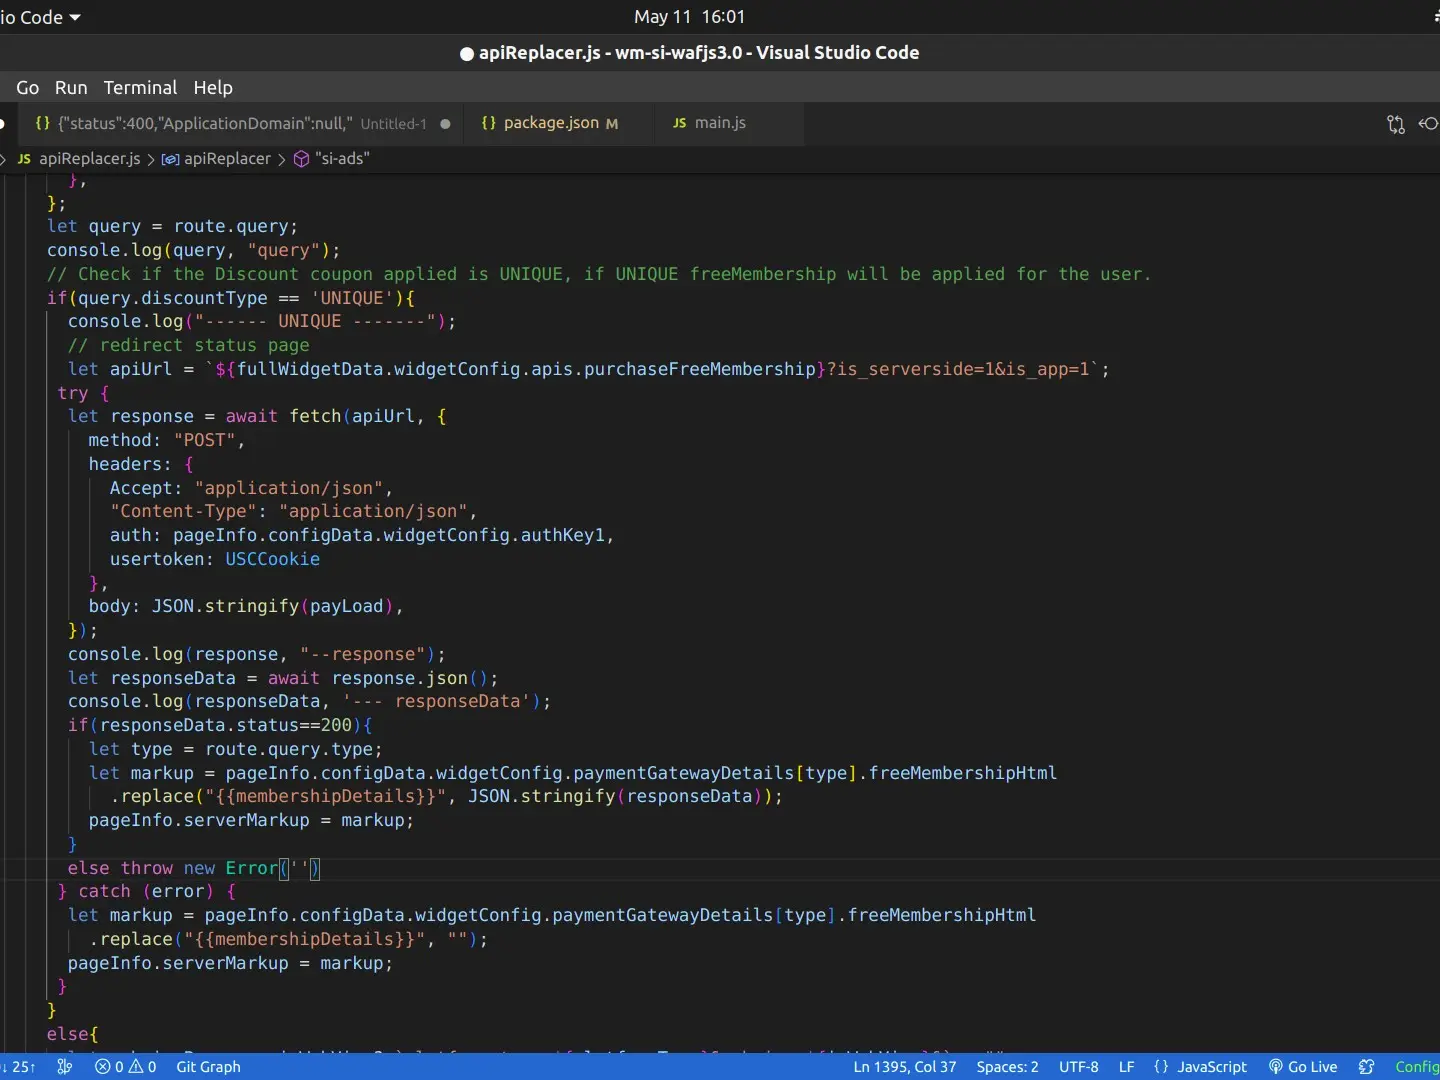 io Code
May 11 16:01
● apiReplacer.js - wm-si-wafjs3.0 - Visual Studio Code
Go Run Terminal Help
{} {"status":400,"ApplicationDomain":null," Untitled-1 ● {} package.json M JS main.js
JS apiReplacer.js > apiReplacer > "si-ads"
},
};
let query = route.query;
console.log(query, "query");
// Check if the Discount coupon applied is UNIQUE, if UNIQUE freeMembership will be applied for the user.
if(query.discountType == 'UNIQUE'){
console.log("------ UNIQUE -------");
// redirect status page
let apiUrl = `${fullWidgetData.widgetConfig.apis.purchaseFreeMembership}?is_serverside=1&is_app=1`;
try {
let response = await fetch(apiUrl, {
method: "POST",
headers: {
Accept: "application/json",
"Content-Type": "application/json",
auth: pageInfo.configData.widgetConfig.authKey1,
usertoken: USCCookie
},
body: JSON.stringify(payLoad),
});
console.log(response, "--response");
let responseData = await response.json();
console.log(responseData, '--- responseData');
if(responseData.status==200){
let type = route.query.type;
let markup = pageInfo.configData.widgetConfig.paymentGatewayDetails[type].freeMembershipHtml
.replace("{{membershipDetails}}", JSON.stringify(responseData));
pageInfo.serverMarkup = markup;
}
else throw new Error('')
} catch (error) {
let markup = pageInfo.configData.widgetConfig.paymentGatewayDetails[type].freeMembershipHtml
.replace("{{membershipDetails}}", "");
pageInfo.serverMarkup = markup;
}
}
else{
25↑ 0 0 Git Graph Ln 1395, Col 37 Spaces: 2 UTF-8 LF {} JavaScript Go Live Config